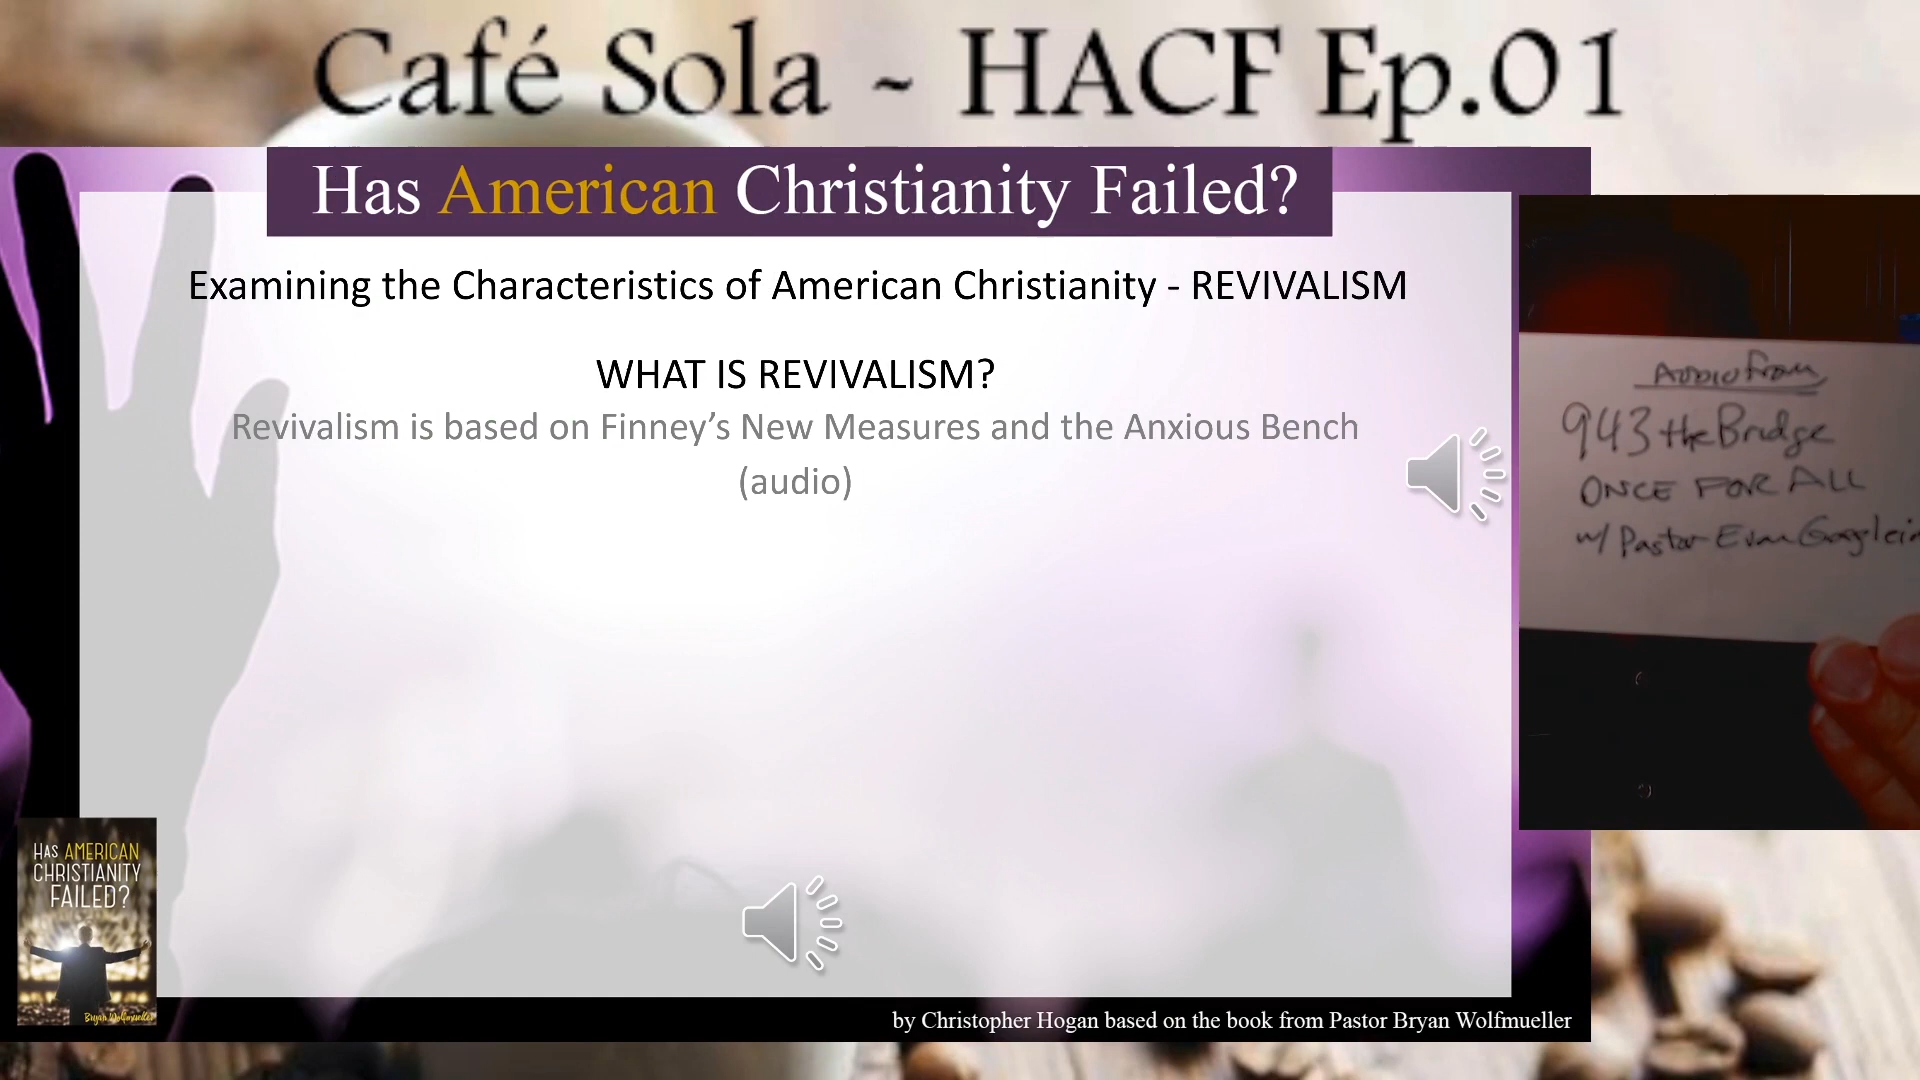 Café Sola ~ HACF Ep.01
Has American Christianity Failed?
Examining the Characteristics of American Christianity - REVIVALISM
WHAT IS REVIVALISM?
Revivalism is based on Finney’s New Measures and the Anxious Bench
(audio)
Audio from
943 the Bridge
ONCE FOR ALL
w/ Pastor Evan
HAS AMERICAN
CHRISTIANITY
FAILED?
Bryan Wolfmueller
by Christopher Hogan based on the book from Pastor Bryan Wolfmueller